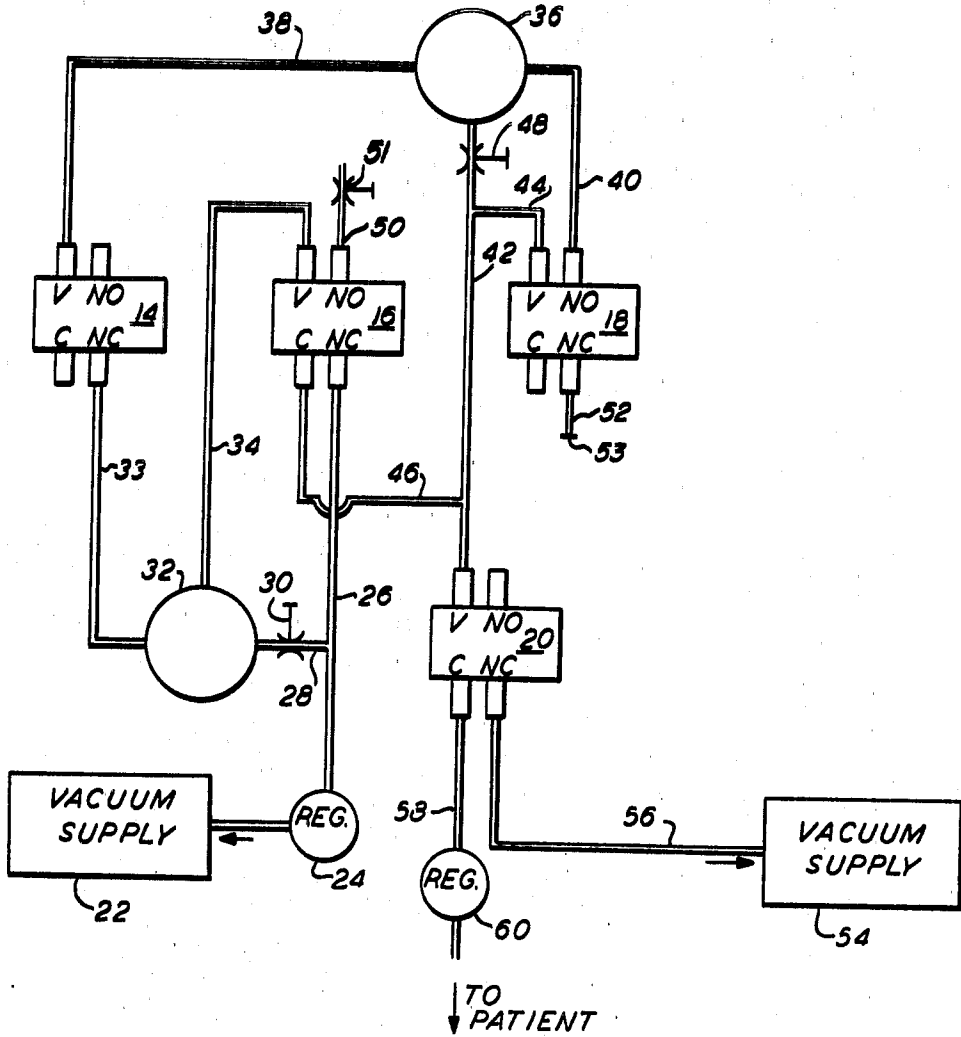 36
38
48
51
44
40
50
42
V NO
14
C NC
V NO
16
C NC
V NO
18
C NC
52
53
34
33
46
32
30
26
V NO
20
C NC
28
VACUUM
SUPPLY
REG.
58
56
VACUUM
SUPPLY
24
REG.
22
60
54
TO
PATIENT